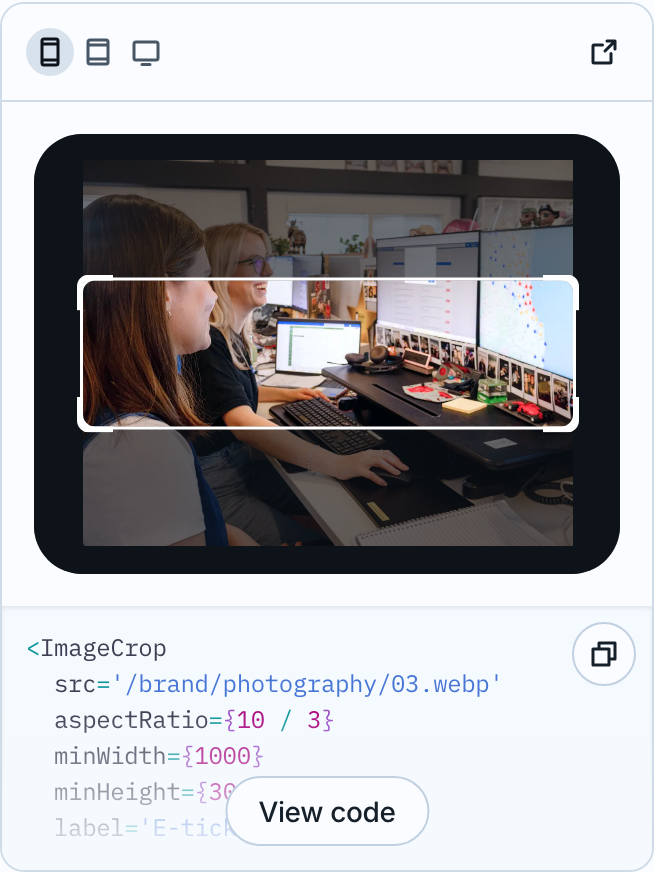 <ImageCrop
src='/brand/photography/03.webp'
aspectRatio={10 / 3}
minWidth={1000}
minHeight={30
label='E-tick
View code